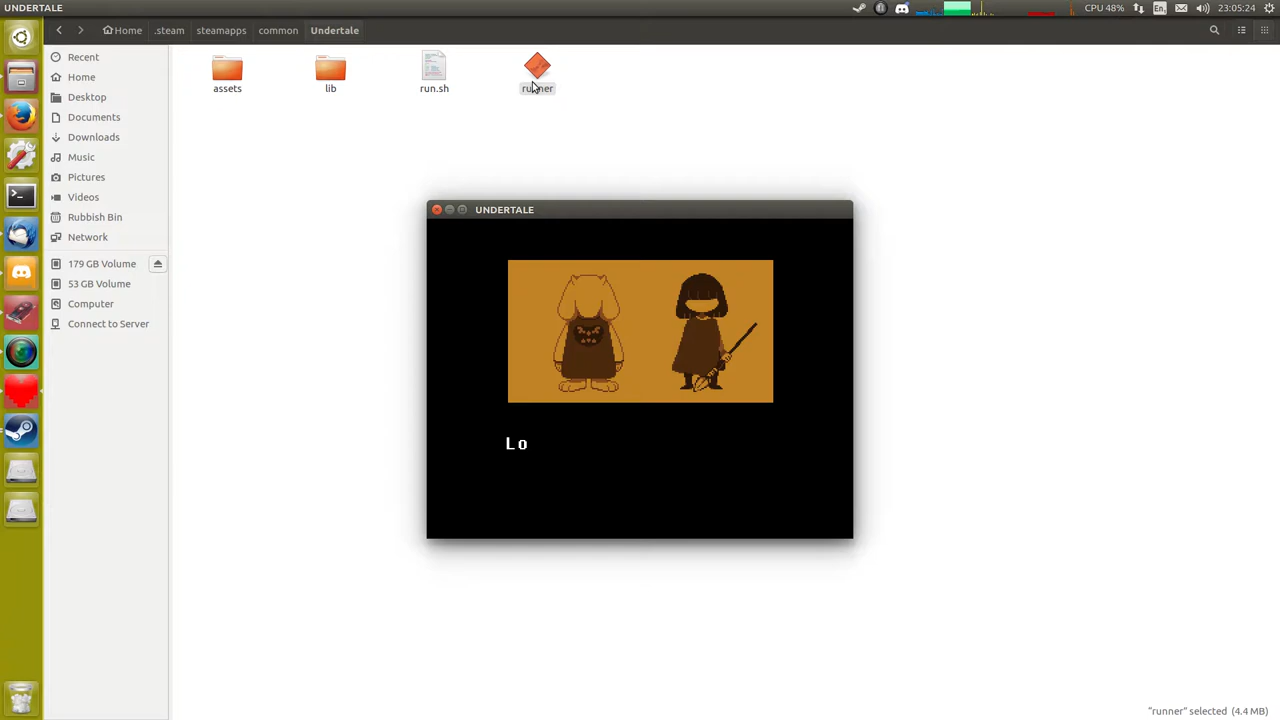 UNDERTALE
CPU 48%
En
23:05:24
Home
.steam
steamapps
common
Undertale
Recent
Home
Desktop
Documents
Downloads
Music
Pictures
Videos
Rubbish Bin
Network
179 GB Volume
53 GB Volume
Computer
Connect to Server
assets
lib
run.sh
runner
UNDERTALE
Lo
"runner" selected (4.4 MB)